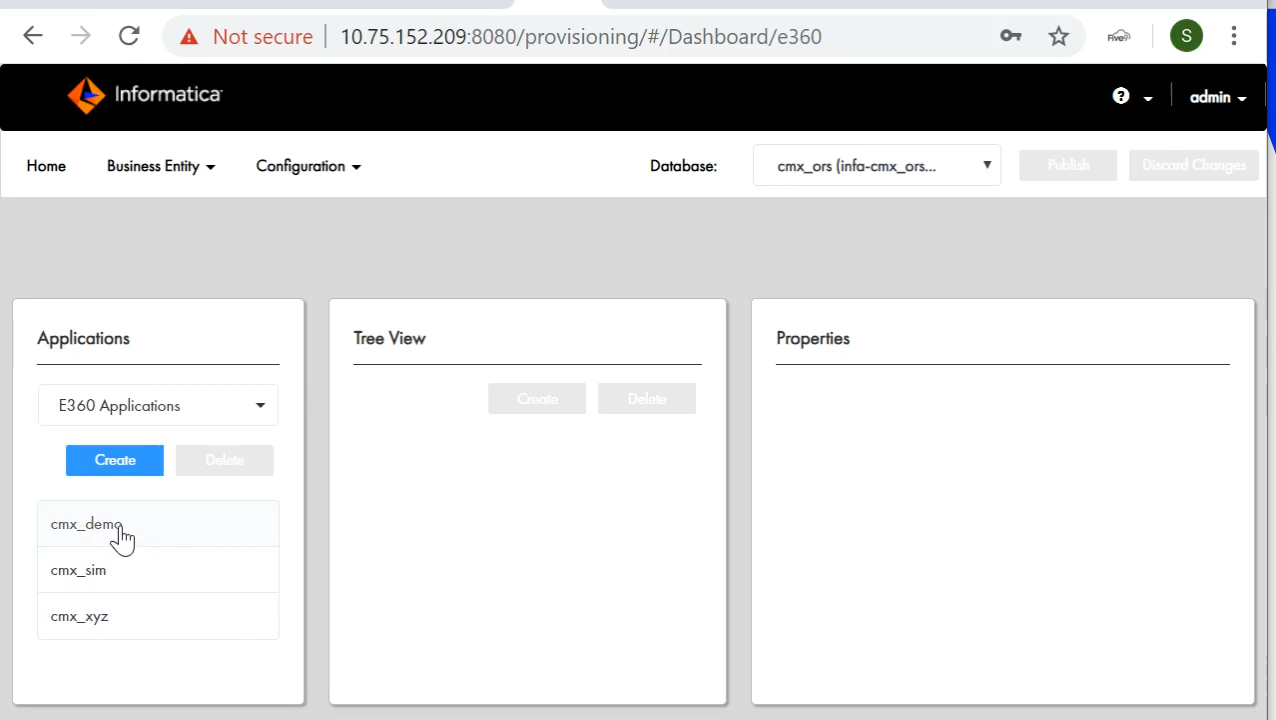 Not secure 10.75.152.209:8080/provisioning/#/Dashboard/e360 Five9 S
Informatica ? admin
Home Business Entity Configuration Database: cmx_ors (infa-cmx_ors... Publish Discard Changes
Applications
E360 Applications
Create Delete
cmx_demo
cmx_sim
cmx_xyz
Tree View
Create Delete
Properties